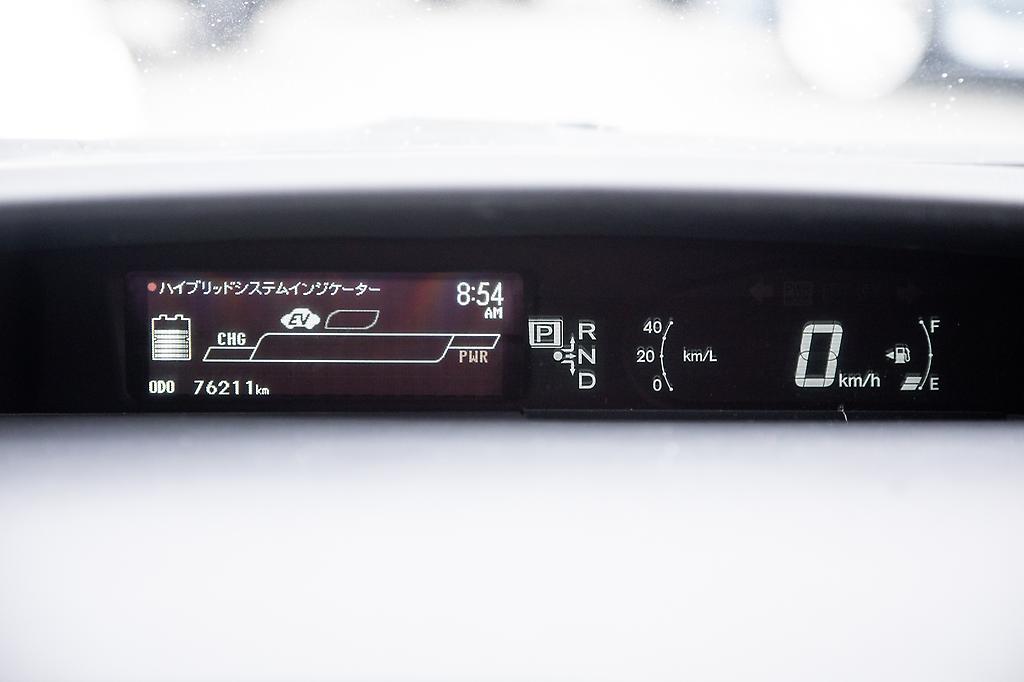 ハイブリッドシステムインジケーター
8:54
AM
EV
CHG
PWR
ODO 76211km
P
R
N
D
40
20
0
km/L
0 km/h
F
E